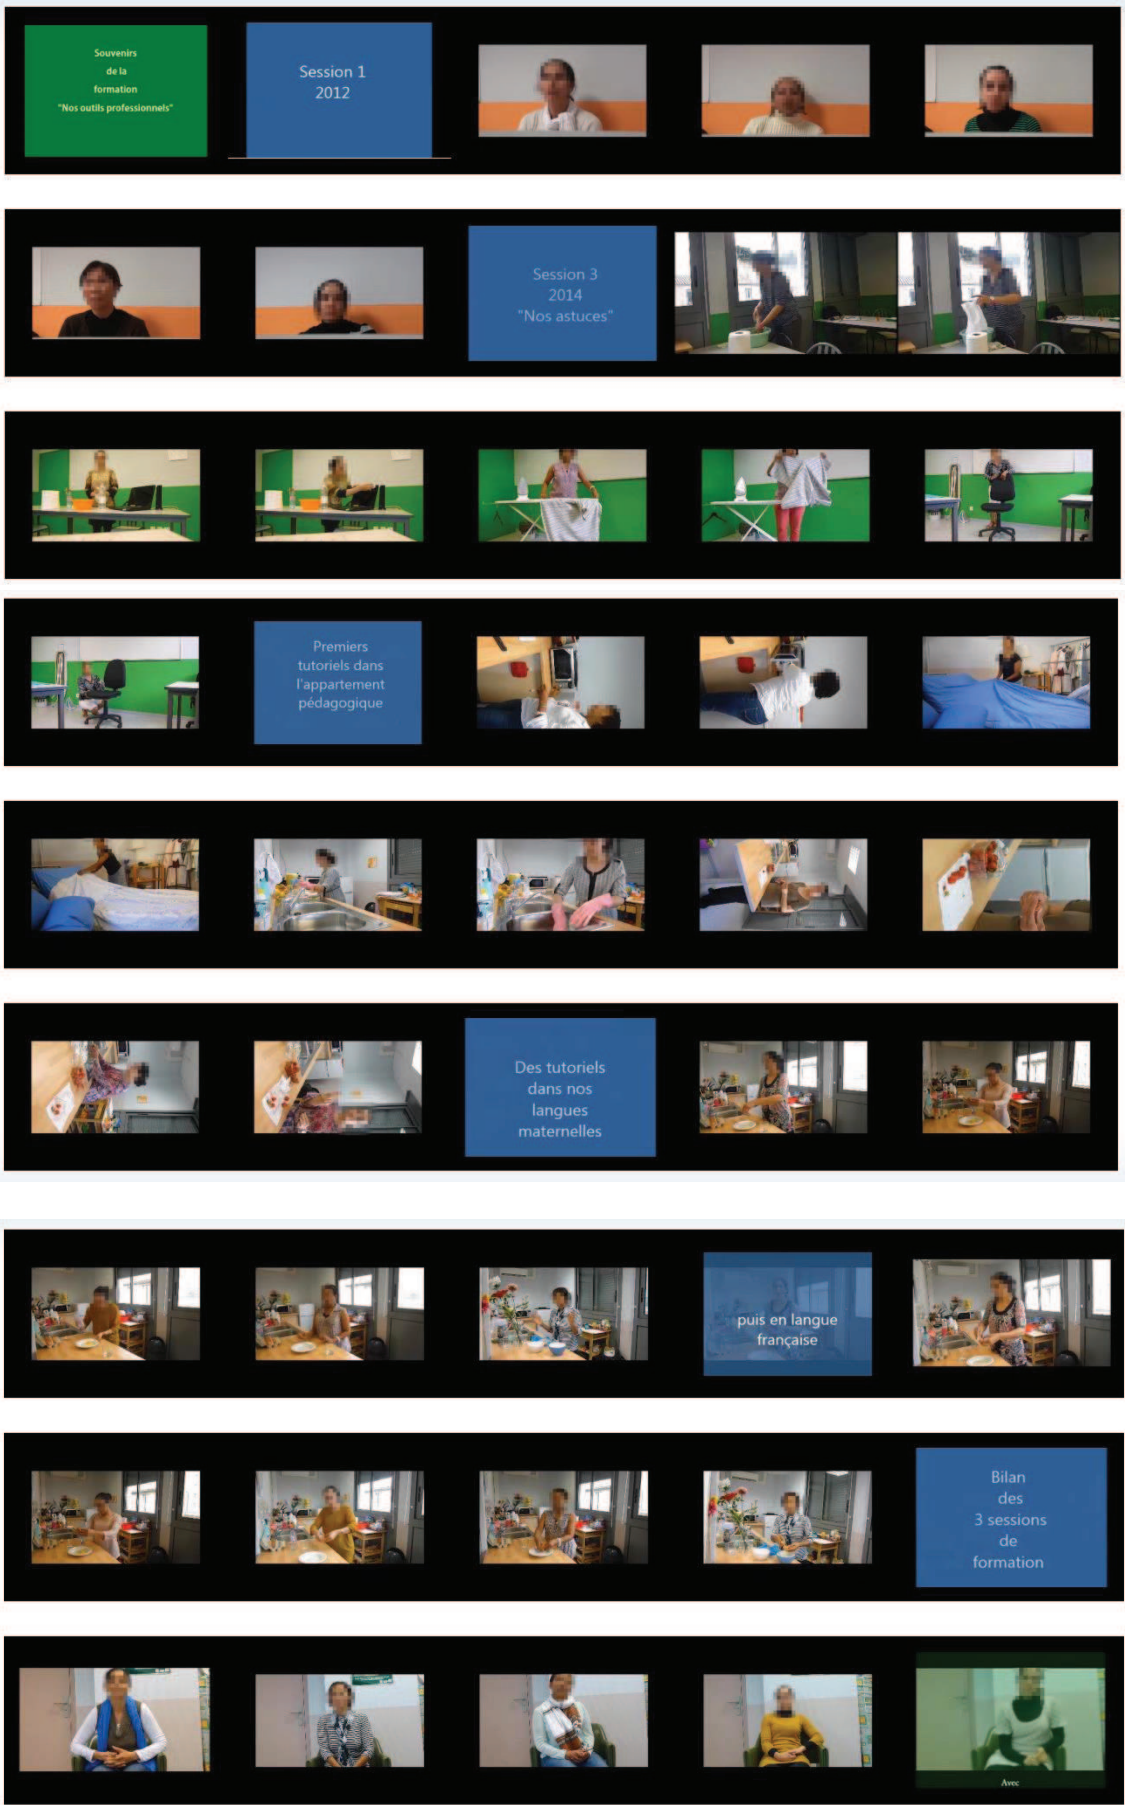 Souvenirs
de la
formation
"Nos outils professionnels"
Session 1
2012
Session 3
2014
"Nos astuces"
Premiers
tutoriels dans
l'appartement
pédagogique
Des tutoriels
dans nos
langues
maternelles
puis en langue
française
Bilan
des
3 sessions
de
formation
Avec